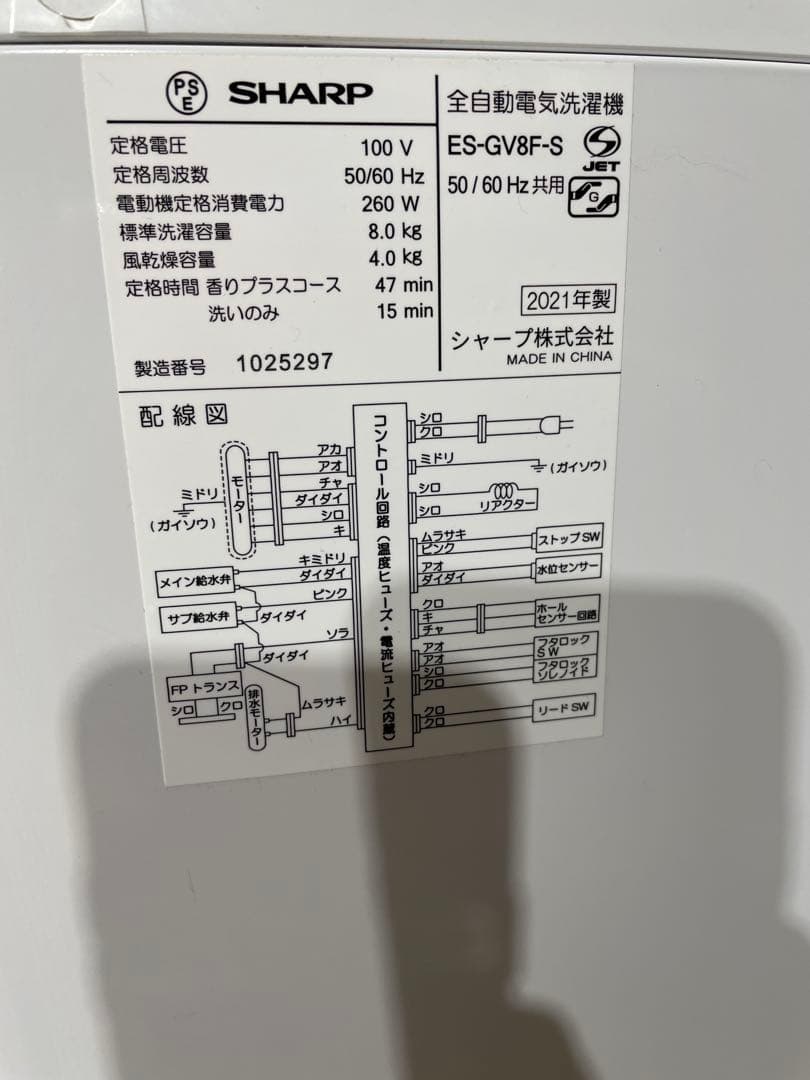 PS
E
SHARP
定格電圧 100 V
定格周波数 50/60 Hz
電動機定格消費電力 260 W
標準洗濯容量 8.0 kg
風乾燥容量 4.0 kg
定格時間 香りプラスコース 47 min
洗いのみ 15 min
製造番号 1025297
全自動電気洗濯機
ES-GV8F-S
JET
50 / 60 Hz 共用
G
2021年製
シャープ株式会社
MADE IN CHINA
配線図
コントロール回路(温度ヒューズ・電流ヒューズ内蔵)
モーター
ミドリ
(ガイソウ)
アカ
アオ
チャ
ダイダイ
シロ
キ
メイン給水弁
キミドリ
ダイダイ
サブ給水弁
ピンク
ダイダイ
ソラ
ダイダイ
FPトランス
シロ
クロ
排水モーター
ムラサキ
ハイ
シロ
クロ
ミドリ
(ガイソウ)
シロ
シロ
リアクター
ムラサキ
ピンク
ストップSW
アオ
ダイダイ
水位センサー
クロ
キ
チャ
ホール
センサー回路
アオ
アオ
フタロック
SW
シロ
クロ
フタロック
ソレノイド
クロ
クロ
リードSW